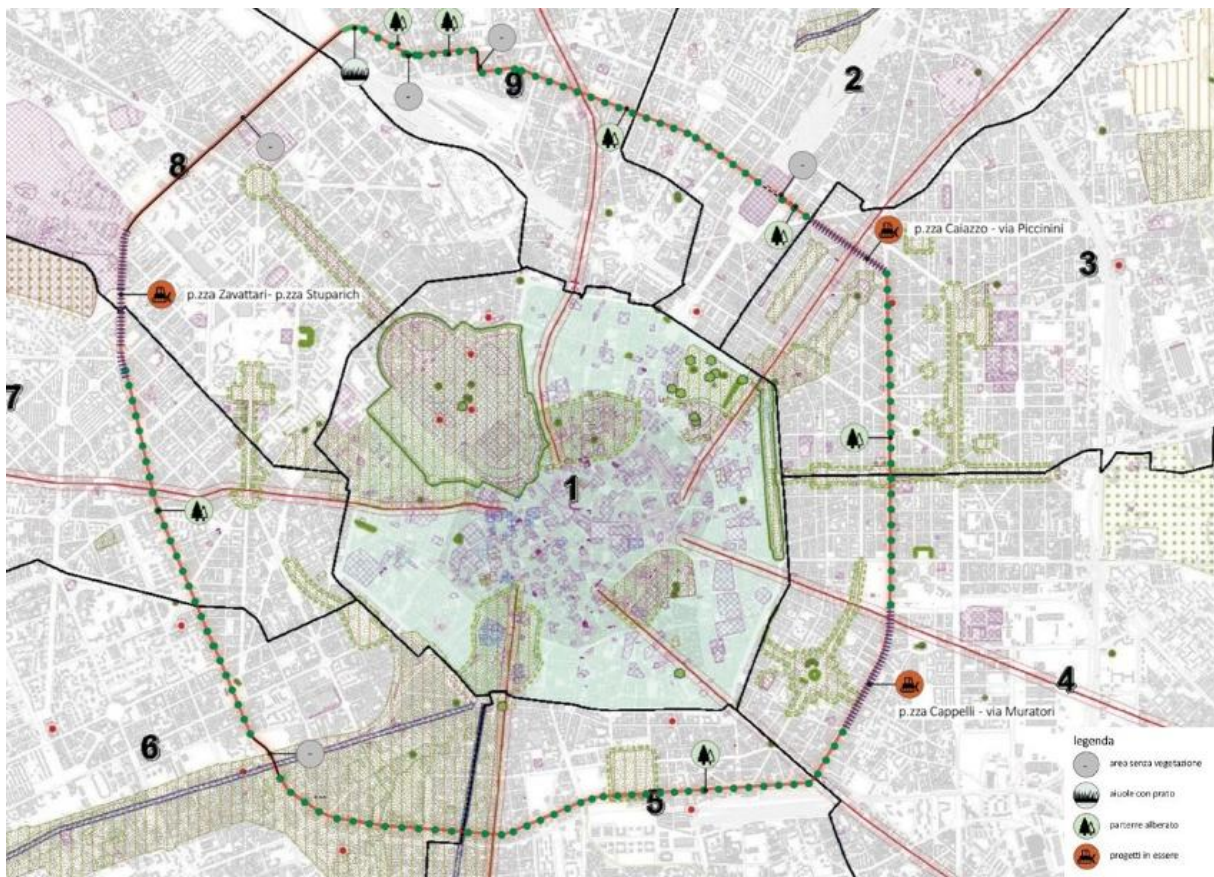 2
9
8
p.zza Caiazzo - via Piccinini
3
p.zza Zavattari- p.zza Stuparich
7
1
4
p.zza Cappelli - via Muratori
6
5
legenda
- area senza vegetazione
aiuole con prato
parterre alberato
progetti in essere